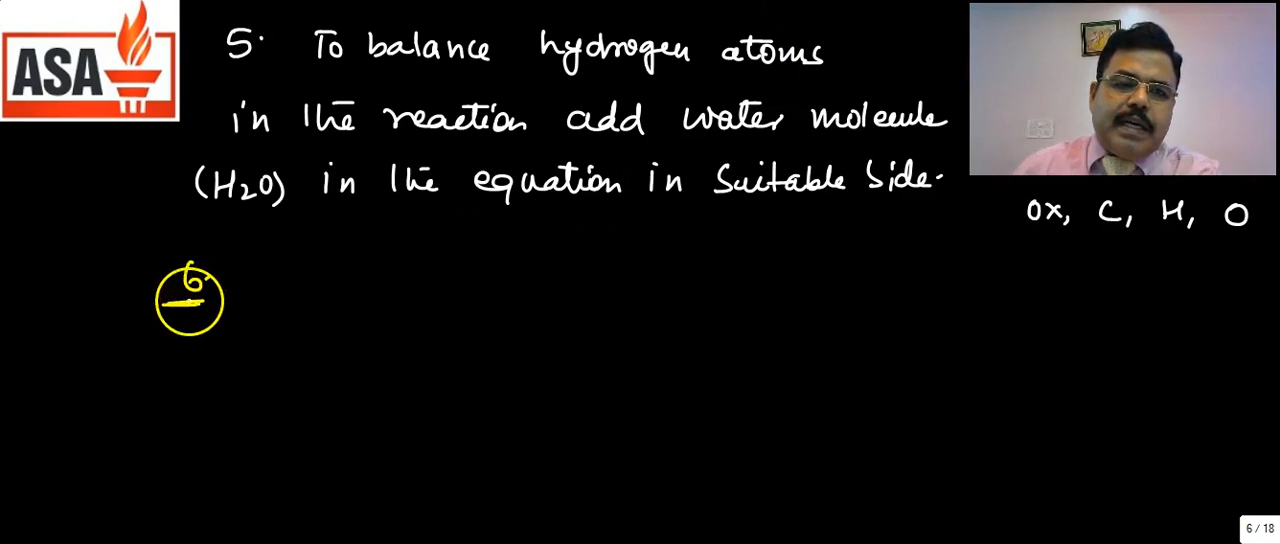 ASA
5. To balance hydrogen atoms
in the reaction add water molecule
(H2O) in the equation in Suitable Side.
Ox, C, H, O
6.
6 / 18